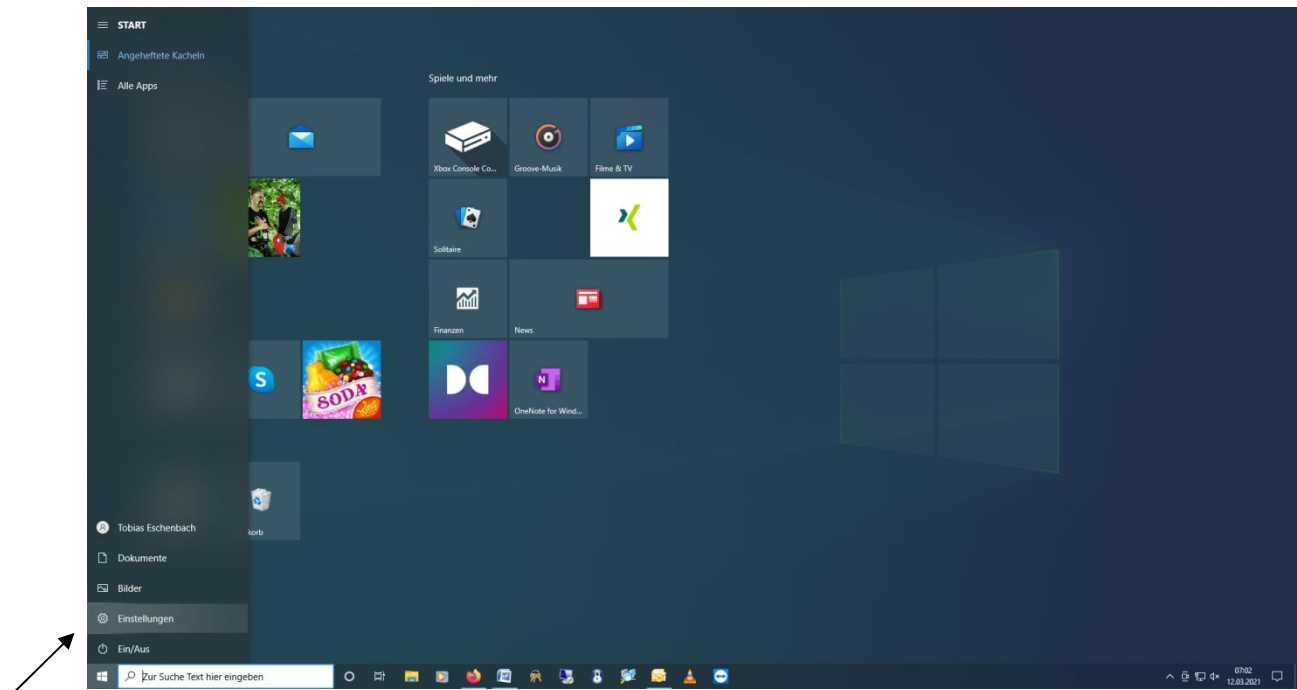 START
Angeheftete Kacheln
Alle Apps
Spiele und mehr
Xbox Console Co...
Groove-Musik
Filme & TV
Solitaire
Finanzen
News
S
SODA
King
N
OneNote for Wind...
korb
Tobias Eschenbach
Dokumente
Bilder
Einstellungen
Ein/Aus
Zur Suche Text hier eingeben
07:02
12.03.2021